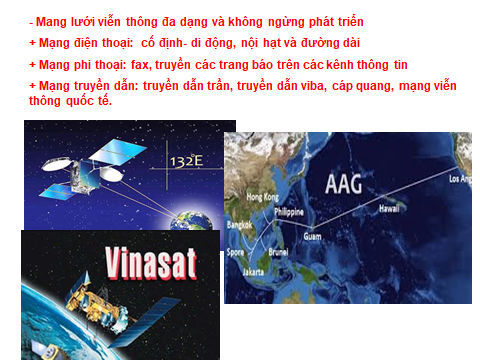 - Mang lưới viễn thông đa dạng và không ngừng phát triển
+ Mạng điện thoại: cố định- di động, nội hạt và đường dài
+ Mạng phi thoại: fax, truyền các trang báo trên các kênh thông tin
+ Mạng truyền dẫn: truyền dẫn trần, truyền dẫn viba, cáp quang, mạng viễn
thông quốc tế.
132E
AAG
Los Ang
Hong Kong
Philippine
Hawaii
Bangkok
Guam
Spore
Brunei
Jakarta
Vinasat